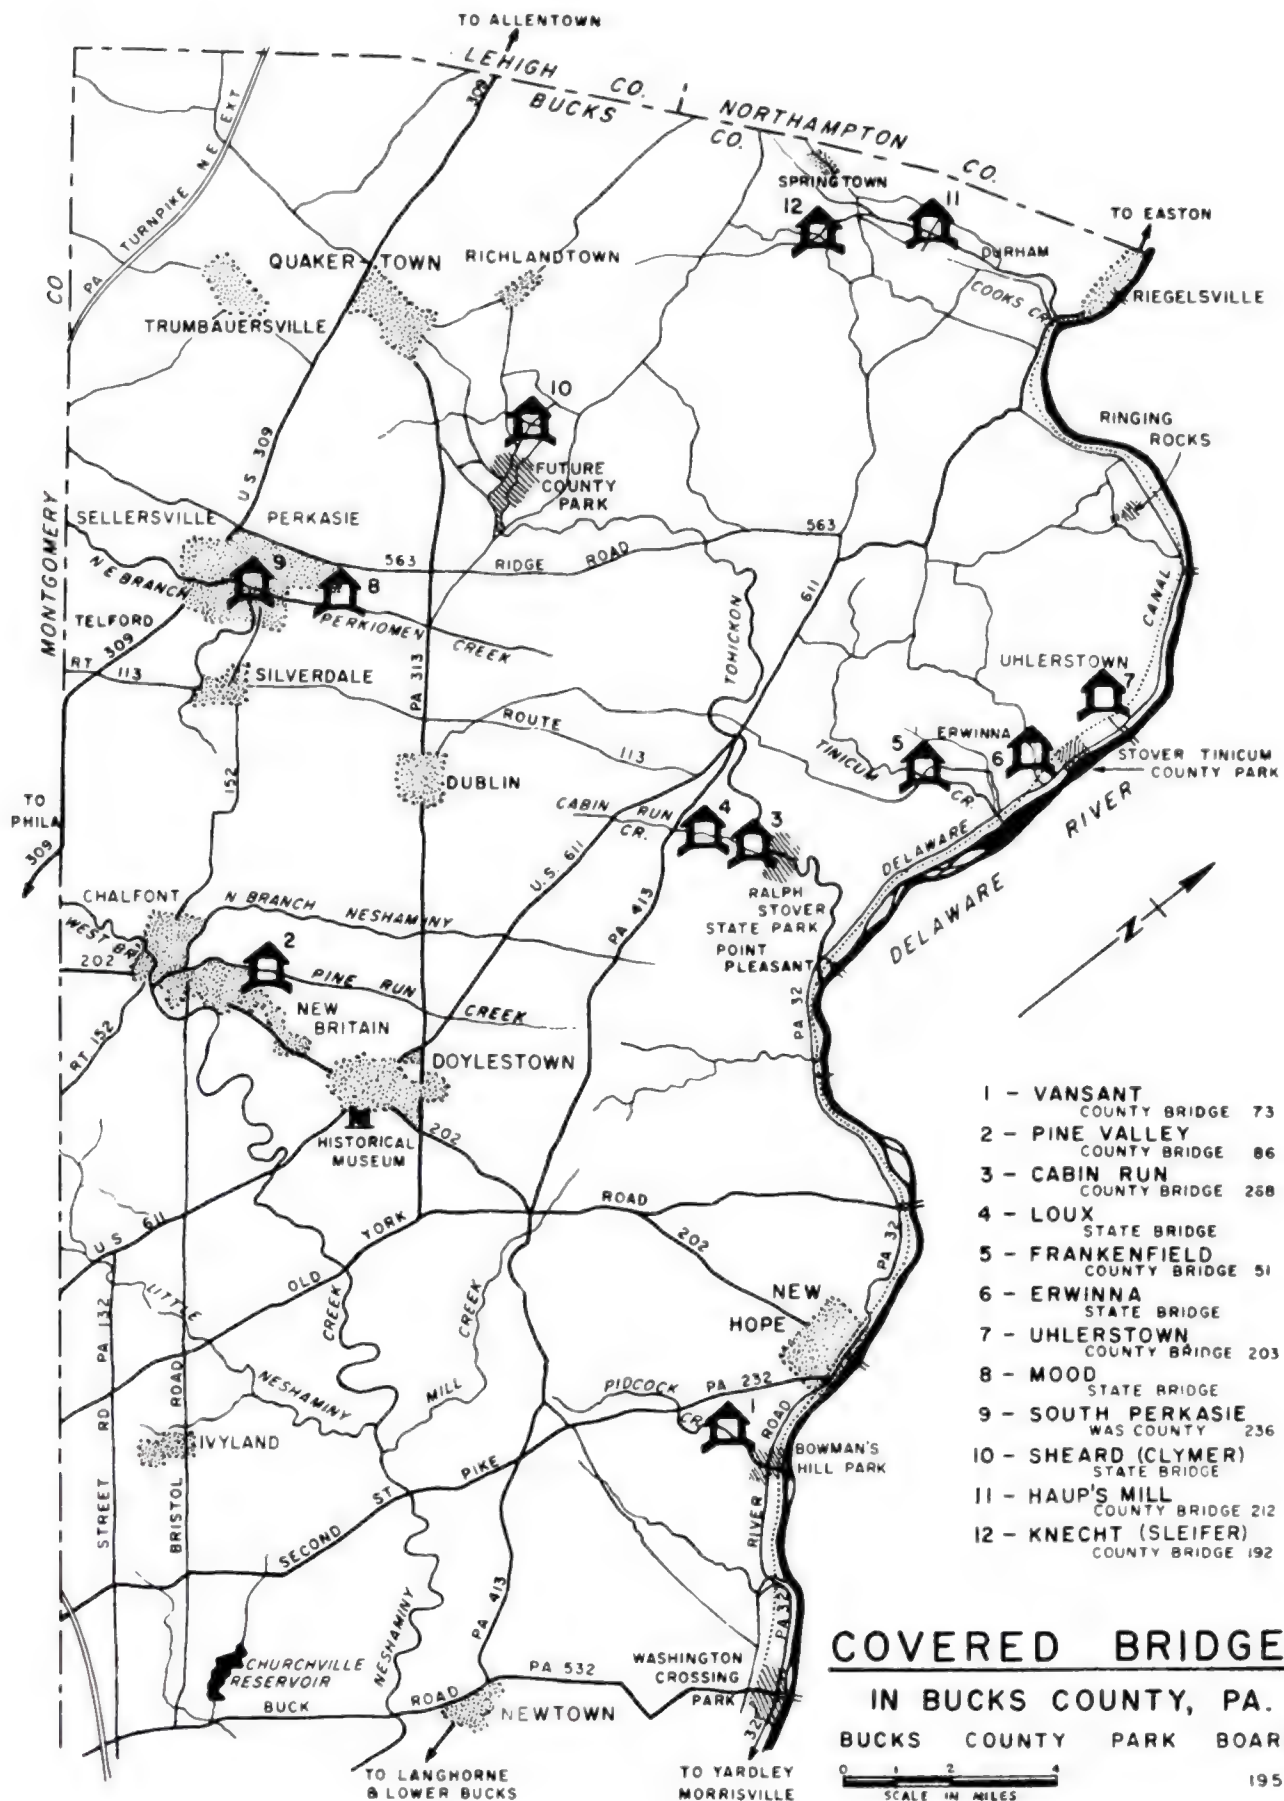 TO ALLENTOWN
LEHIGH CO.
BUCKS CO.
NORTHAMPTON CO.
309
PA TURNPIKE NE EXT
SPRINGTOWN
12
11
TO EASTON
DURHAM
COOKS CR.
RIEGELSVILLE
QUAKER-TOWN
RICHLANDTOWN
TRUMBAUERSVILLE
MONTGOMERY CO
10
RINGING
ROCKS
US 309
FUTURE
COUNTY
PARK
SELLERSVILLE
PERKASIE
563
563
RIDGE ROAD
9
8
NE BRANCH PERKIOMEN CREEK
TELFORD
309
RT 113
SILVERDALE
PA 313
TOHICKON
611
CANAL
UHLERSTOWN
7
ROUTE 113
152
DUBLIN
TINICUM CR.
5
ERWINNA
6
STOVER TINICUM
COUNTY PARK
TO
PHILA
309
CABIN RUN CR.
4
3
U.S. 611
PA 413
RALPH
STOVER
STATE PARK
DELAWARE
DELAWARE RIVER
POINT
PLEASANT
N
CHALFONT
N BRANCH NESHAMINY
WEST BR.
202
2
PINE RUN CREEK
NEW
BRITAIN
RT 152
DOYLESTOWN
PA 32
HISTORICAL
MUSEUM
202
US 611
OLD YORK ROAD
202
PA 32
LITTLE NESHAMINY
CREEK
MILL CREEK
NEW
HOPE
STREET RD PA 132
BRISTOL ROAD
IVYLAND
PIDCOCK CR.
PA 232
1
BOWMAN'S
HILL PARK
RIVER ROAD
SECOND ST PIKE
NESHAMINY
PA 413
PA 32
CHURCHVILLE
RESERVOIR
BUCK ROAD
PA 532
NEWTOWN
WASHINGTON
CROSSING
PARK
32
TO LANGHORNE
& LOWER BUCKS
TO YARDLEY
MORRISVILLE
1 - VANSANT
COUNTY BRIDGE 73
2 - PINE VALLEY
COUNTY BRIDGE 86
3 - CABIN RUN
COUNTY BRIDGE 268
4 - LOUX
STATE BRIDGE
5 - FRANKENFIELD
COUNTY BRIDGE 51
6 - ERWINNA
STATE BRIDGE
7 - UHLERSTOWN
COUNTY BRIDGE 203
8 - MOOD
STATE BRIDGE
9 - SOUTH PERKASIE
WAS COUNTY 236
10 - SHEARD (CLYMER)
STATE BRIDGE
11 - HAUP'S MILL
COUNTY BRIDGE 212
12 - KNECHT (SLEIFER)
COUNTY BRIDGE 192
COVERED BRIDGE
IN BUCKS COUNTY, PA.
BUCKS COUNTY PARK BOAR
0 1 2 4
SCALE IN MILES
195